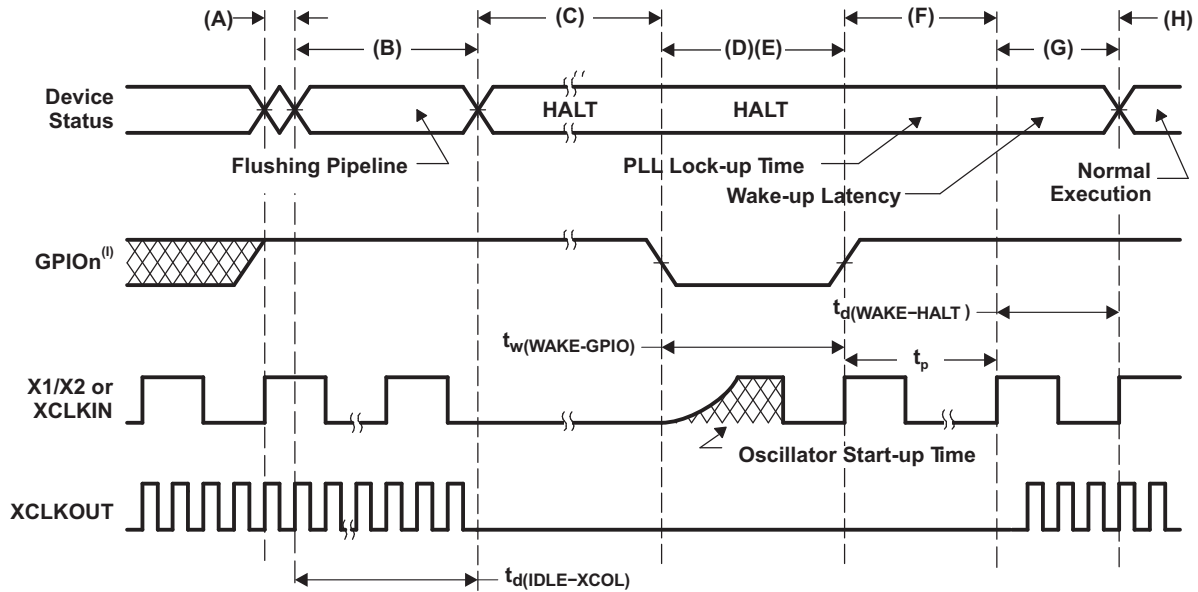 (A)
(C)
(F)
(H)
(B)
(D)(E)
(G)
Device
Status
HALT
HALT
Flushing Pipeline
PLL Lock-up Time
Wake-up Latency
Normal
Execution
GPIOn(I)
td(WAKE−HALT )
tw(WAKE-GPIO)
tp
X1/X2 or
XCLKIN
Oscillator Start-up Time
XCLKOUT
td(IDLE−XCOL)